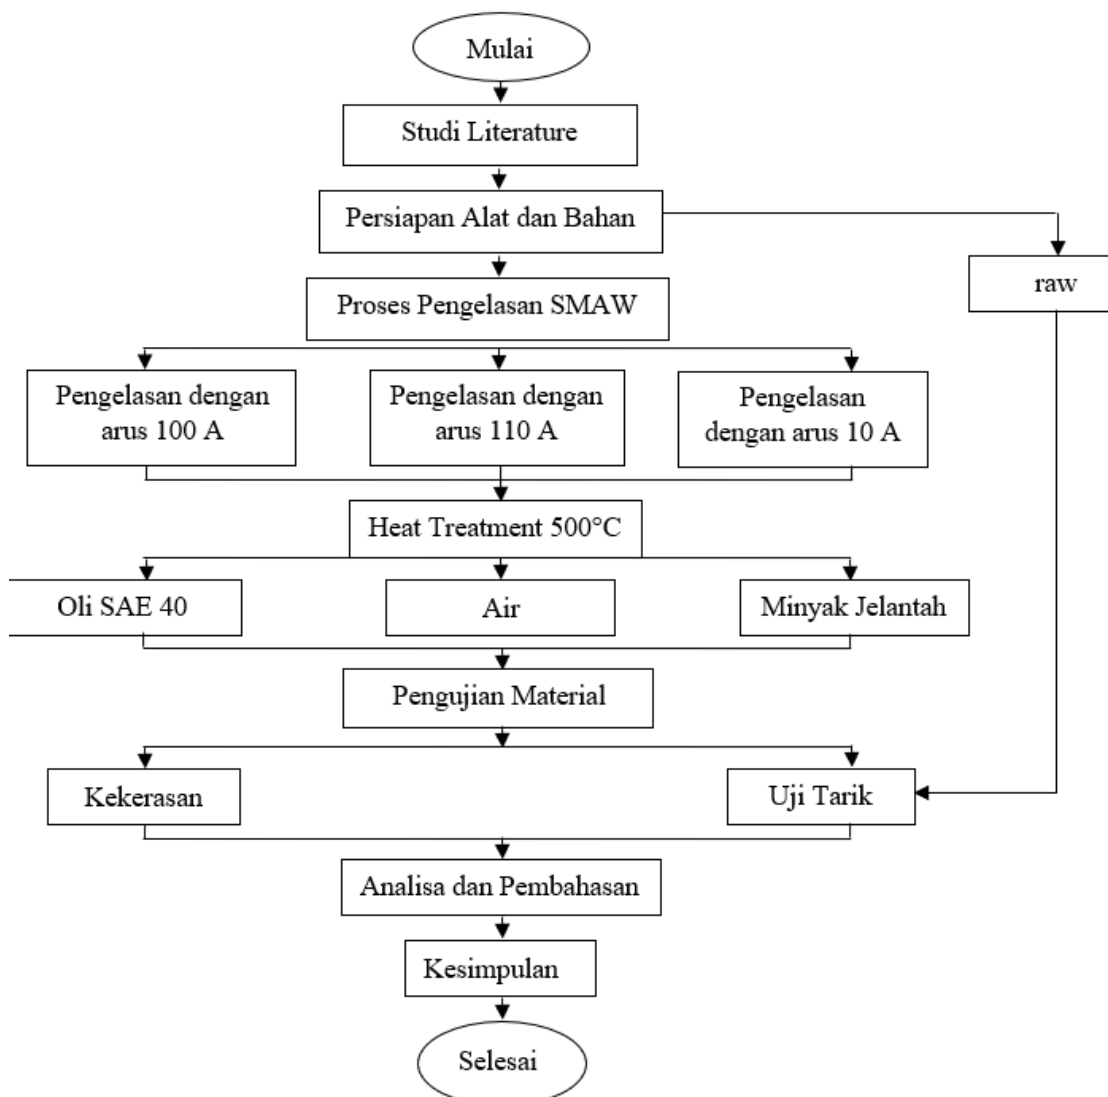 Mulai
Studi Literature
Persiapan Alat dan Bahan
raw
Proses Pengelasan SMAW
Pengelasan dengan
arus 100 A
Pengelasan dengan
arus 110 A
Pengelasan
dengan arus 10 A
Heat Treatment 500°C
Oli SAE 40
Air
Minyak Jelantah
Pengujian Material
Kekerasan
Uji Tarik
Analisa dan Pembahasan
Kesimpulan
Selesai